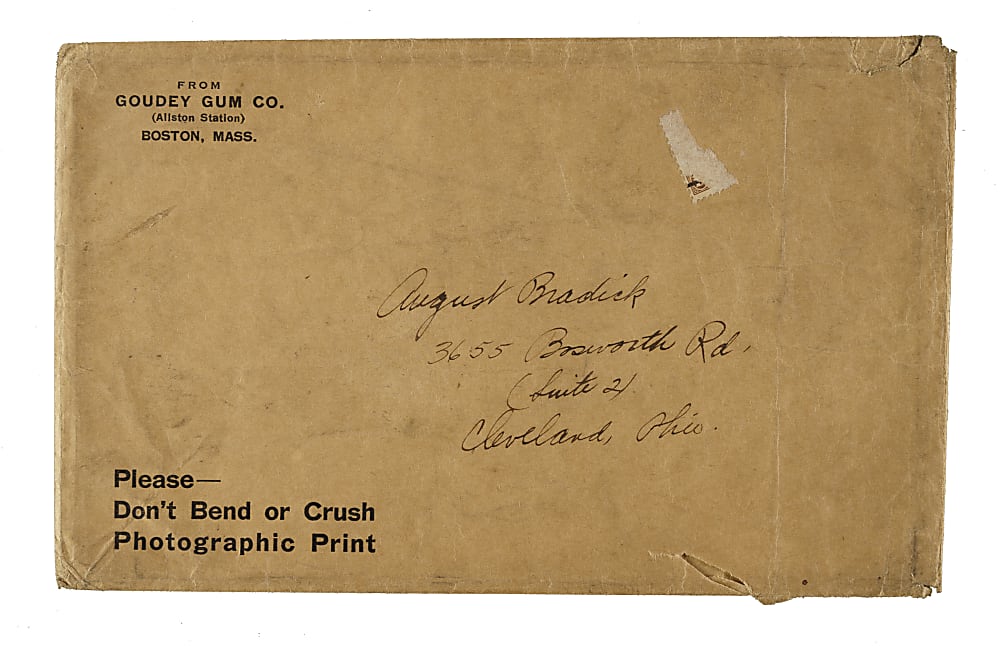 FROM
GOUDEY GUM CO.
(Allston Station)
BOSTON, MASS.
August Bradick
3655 Bosworth Rd.
(Suite 2)
Cleveland, Ohio.
Please—
Don't Bend or Crush
Photographic Print